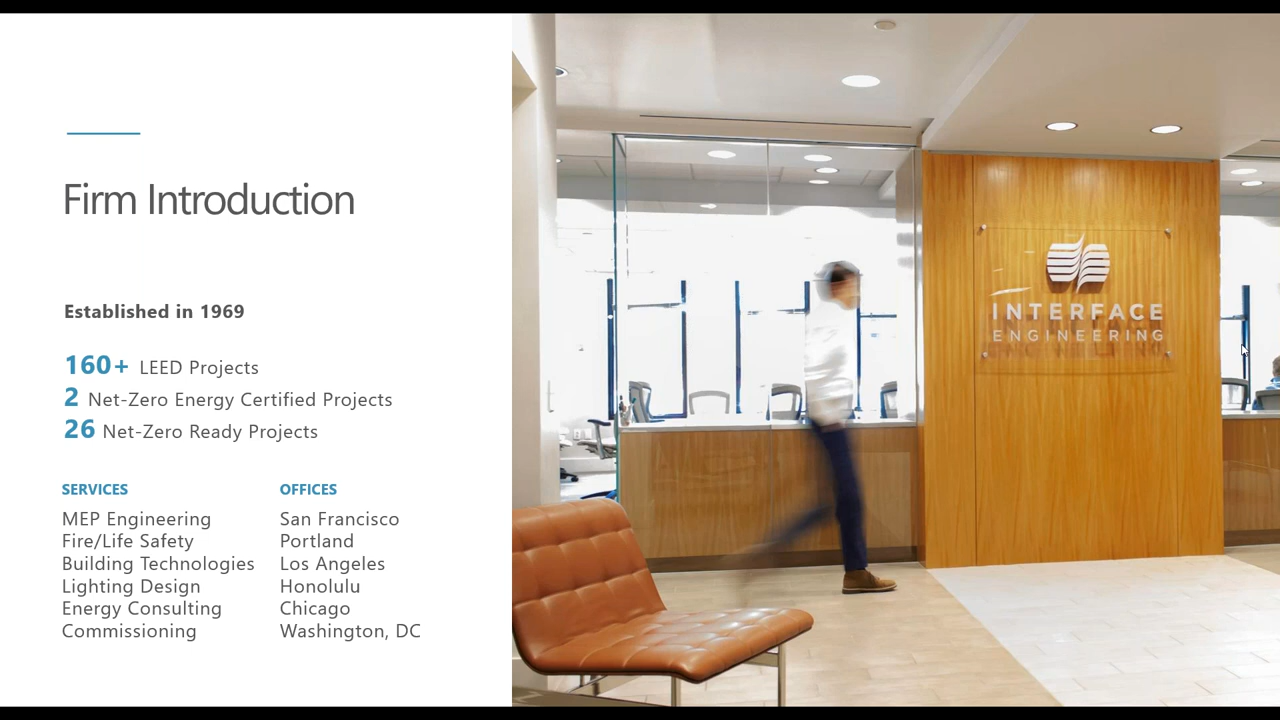 Firm Introduction
Established in 1969
160+ LEED Projects
2 Net-Zero Energy Certified Projects
26 Net-Zero Ready Projects
SERVICES
MEP Engineering
Fire/Life Safety
Building Technologies
Lighting Design
Energy Consulting
Commissioning
OFFICES
San Francisco
Portland
Los Angeles
Honolulu
Chicago
Washington, DC
INTERFACE
ENGINEERING